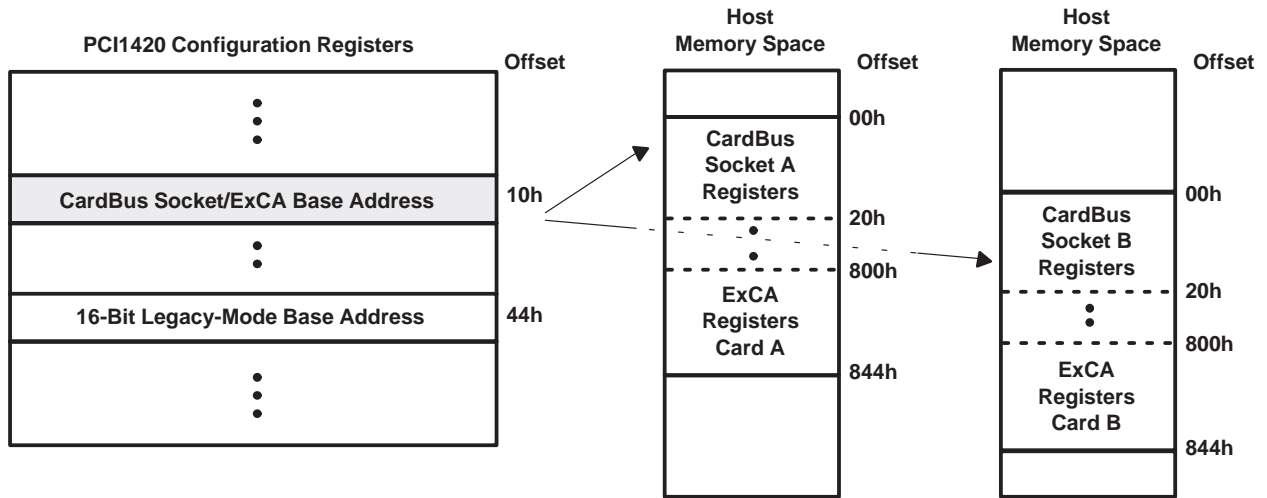 PCI1420 Configuration Registers
Offset
CardBus Socket/ExCA Base Address
10h
16-Bit Legacy-Mode Base Address
44h
Host
Memory Space
Offset
00h
CardBus
Socket A
Registers
20h
800h
ExCA
Registers
Card A
844h
Host
Memory Space
Offset
00h
CardBus
Socket B
Registers
20h
800h
ExCA
Registers
Card B
844h